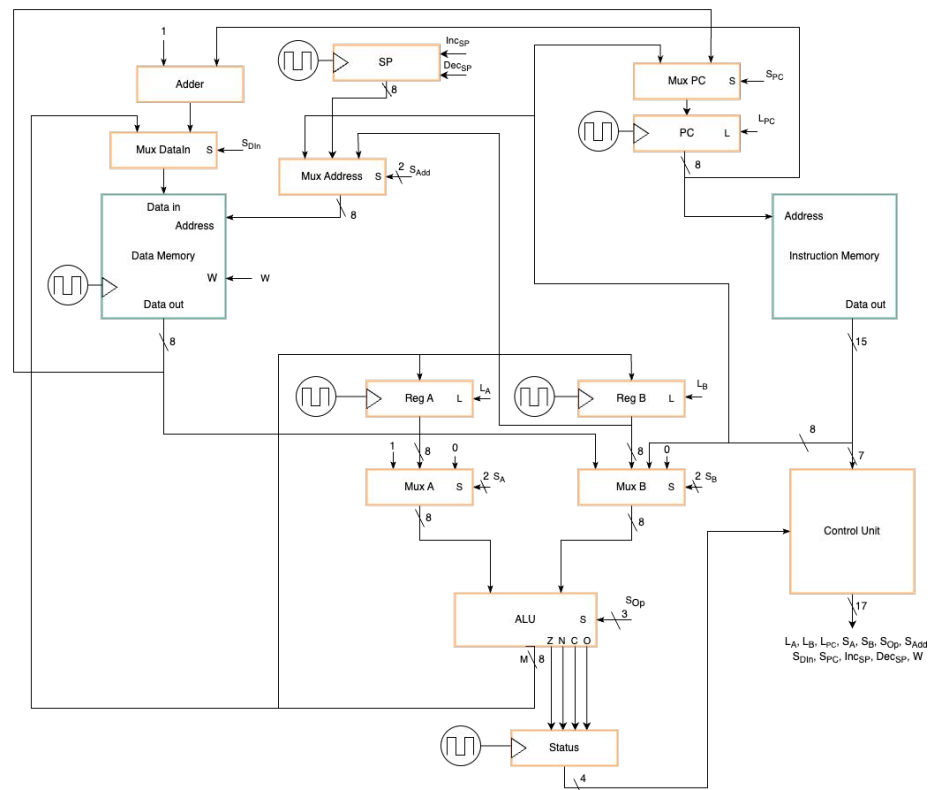 1
Adder
Inc_SP
Dec_SP
SP
8
Mux PC
S
S_PC
PC
L
L_PC
8
Mux DataIn
S
S_DIn
Mux Address
S
2
S_Add
8
Data in
Address
Data Memory
W
W
Data out
8
Address
Instruction Memory
Data out
15
Reg A
L
L_A
Reg B
L
L_B
8
7
1
8
0
Mux A
S
2
S_A
8
8
0
Mux B
S
2
S_B
8
Control Unit
17
L_A, L_B, L_PC, S_A, S_B, S_Op, S_Add
S_DIn, S_PC, Inc_SP, Dec_SP, W
ALU
S
S_Op
3
Z N C O
M
8
Status
4